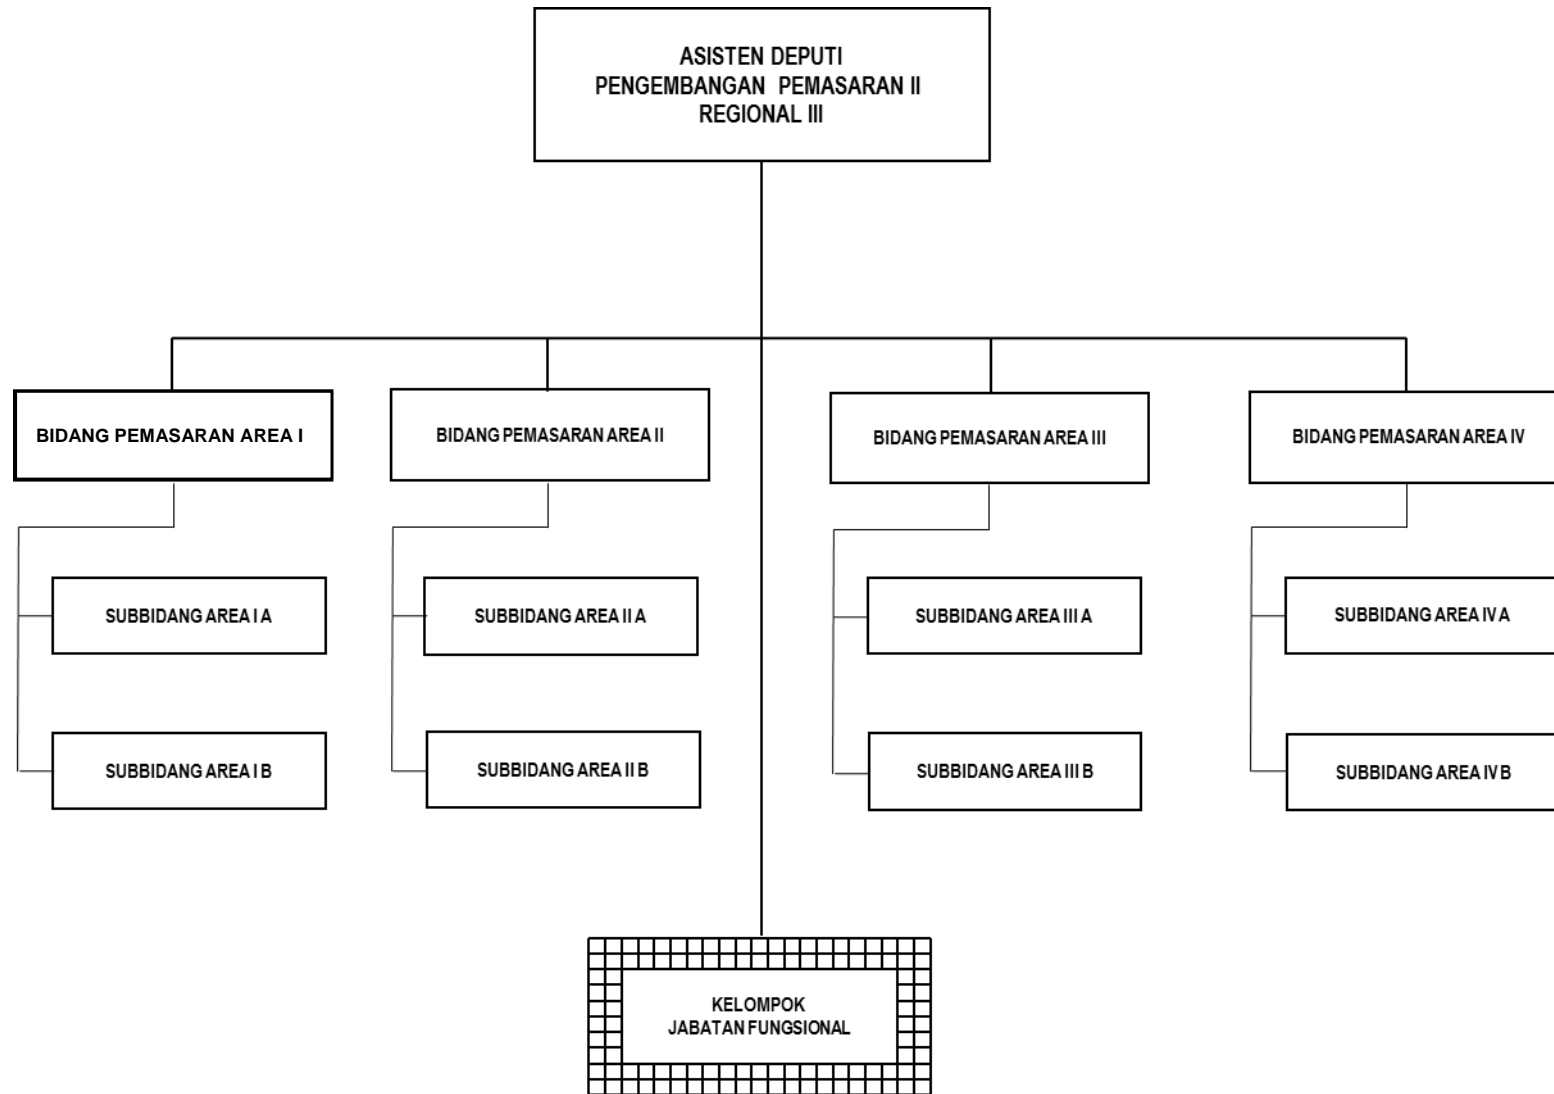 ASISTEN DEPUTI
PENGEMBANGAN PEMASARAN II
REGIONAL III
BIDANG PEMASARAN AREA I
BIDANG PEMASARAN AREA II
BIDANG PEMASARAN AREA III
BIDANG PEMASARAN AREA IV
SUBBIDANG AREA I A
SUBBIDANG AREA II A
SUBBIDANG AREA III A
SUBBIDANG AREA IV A
SUBBIDANG AREA I B
SUBBIDANG AREA II B
SUBBIDANG AREA III B
SUBBIDANG AREA IV B
KELOMPOK
JABATAN FUNGSIONAL